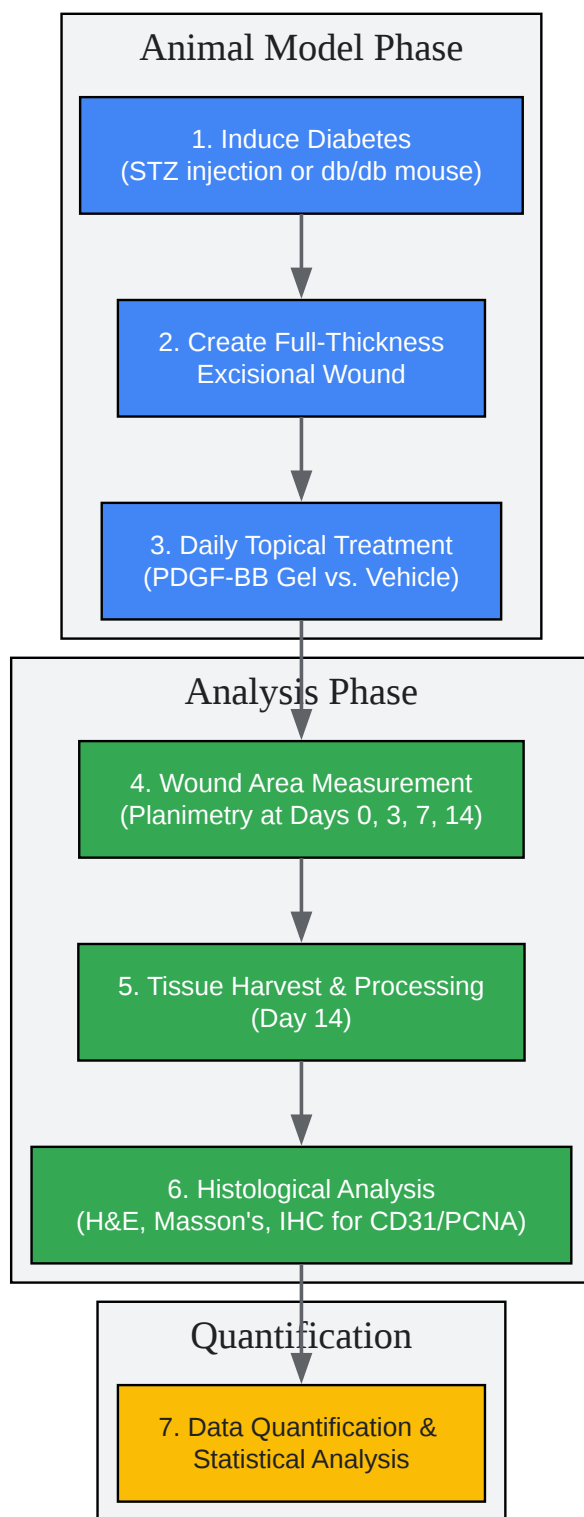 Animal Model Phase
1. Induce Diabetes
(STZ injection or db/db mouse)
2. Create Full-Thickness
Excisional Wound
3. Daily Topical Treatment
(PDGF-BB Gel vs. Vehicle)
Analysis Phase
4. Wound Area Measurement
(Planimetry at Days 0, 3, 7, 14)
5. Tissue Harvest & Processing
(Day 14)
6. Histological Analysis
(H&E, Masson's, IHC for CD31/PCNA)
Quantification
7. Data Quantification &
Statistical Analysis